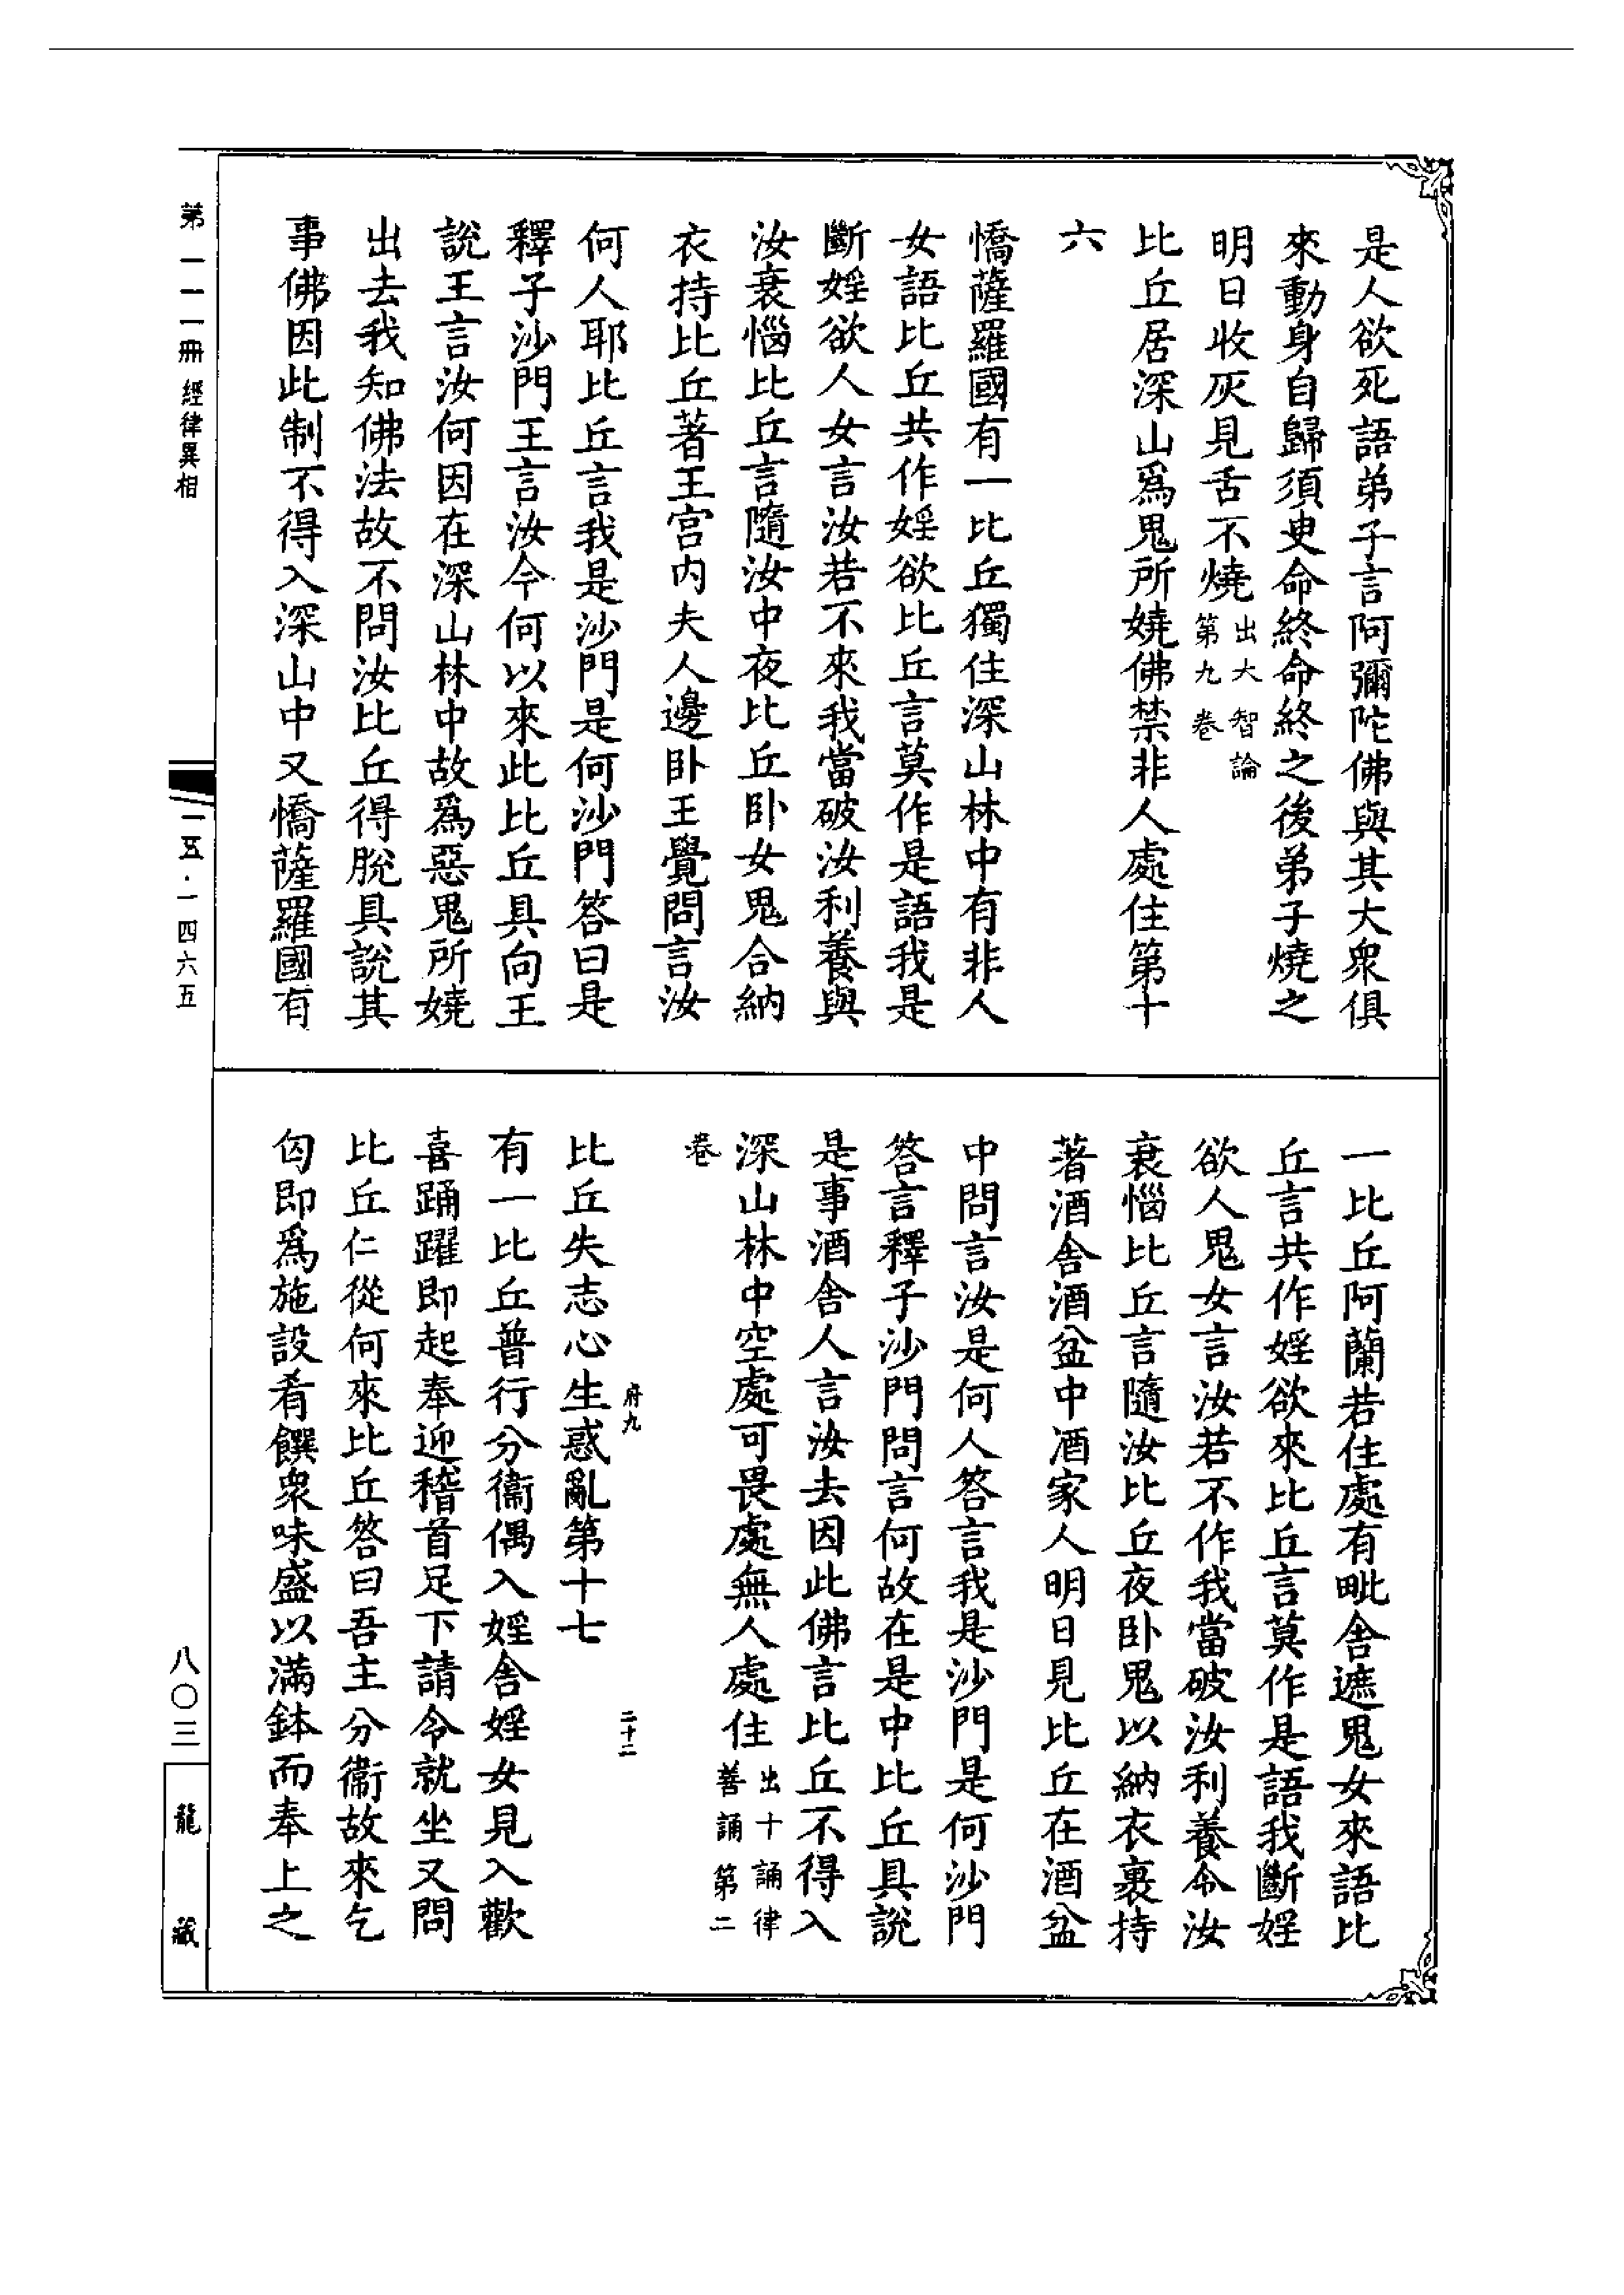 是人欲死語弟子言阿彌陀佛與其大衆俱
來動身自歸須臾命終命終之後弟子燒之
明日收灰見舌不燒出大智論第九卷
比丘居深山爲鬼所嬈佛禁非人處住第十
六
憍薩羅國有一比丘獨住深山林中有非人
女語比丘共作婬欲比丘言莫作是語我是
斷婬欲人女言汝若不來我當破汝利養與
汝衰惱比丘言隨汝中夜比丘卧女鬼合納
衣持比丘著王宮内夫人邊卧王覺問言汝
何人耶比丘言我是沙門是何沙門答曰是
釋子沙門王言汝今何以來此比丘具向王
說王言汝何因在深山林中故爲惡鬼所嬈
出去我知佛法故不問汝比丘得脫具說其
事佛因此制不得入深山中又憍薩羅國有
一比丘阿蘭若住處有毗舍遮鬼女來語比
丘言共作婬欲來比丘言莫作是語我斷婬
欲人鬼女言汝若不作我當破汝利養令汝
衰惱比丘言隨汝比丘夜卧鬼以納衣裹持
著酒舍酒盆中酒家人明日見比丘在酒盆
中問言汝是何人答言我是沙門是何沙門
答言釋子沙門問言何故在是中比丘具說
是事酒舍人言汝去因此佛言比丘不得入
深山林中空處可畏處無人處住出十誦律善誦第二
卷
比丘失志心生惑亂第十七
府九
二十二
有一比丘普行分衞偶入婬舍婬女見入歡
喜踊躍即起奉迎稽首足下請令就坐又問
比丘仁從何來比丘答曰吾主分衞故來乞
匃即爲施設肴饌衆味盛以滿鉢而奉上之
第一一一冊 經律異相
一五·一四六五
八〇三
龍藏